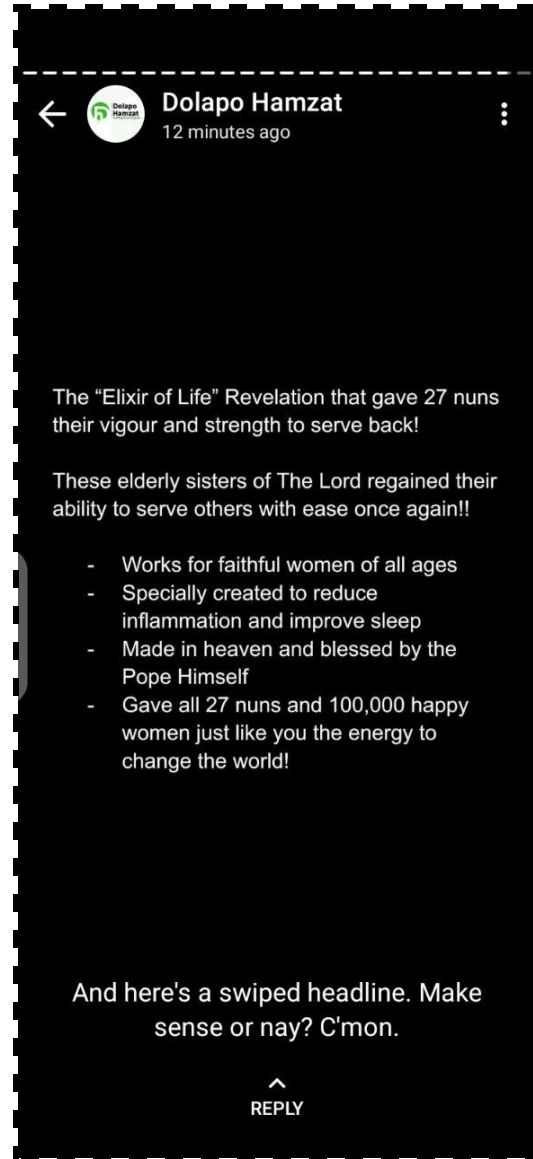 Dolapo Hamzat
Dolapo
Hamzat
12 minutes ago
The “Elixir of Life” Revelation that gave 27 nuns
their vigour and strength to serve back!
These elderly sisters of The Lord regained their
ability to serve others with ease once again!!
- Works for faithful women of all ages
- Specially created to reduce
inflammation and improve sleep
- Made in heaven and blessed by the
Pope Himself
- Gave all 27 nuns and 100,000 happy
women just like you the energy to
change the world!
And here's a swiped headline. Make
sense or nay? C'mon.
REPLY